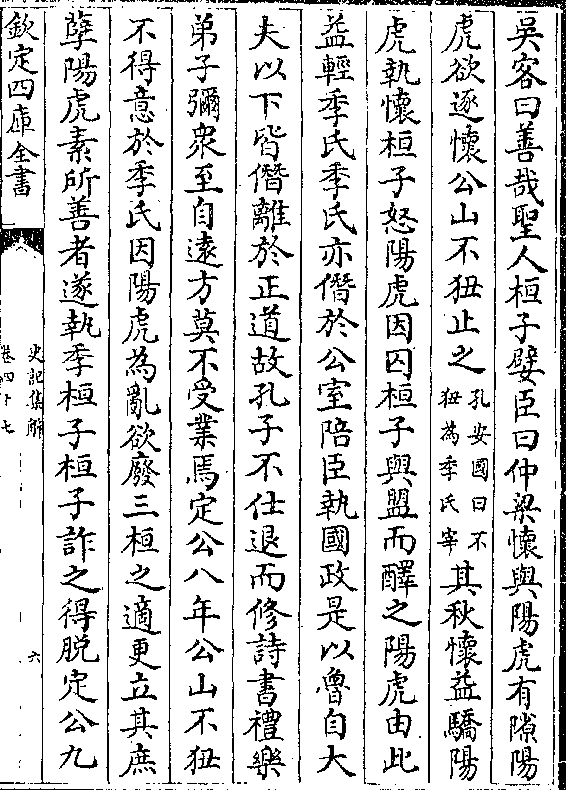 吳客曰善哉聖人桓子嬖臣曰仲梁懷與陽虎有隙陽
虎欲逐懷公山不狃止之孔安國曰不狃為季氏宰其秋懷益驕陽
虎執懷桓子怒陽虎因囚桓子與盟而醳之陽虎由此
益輕季氏季氏亦僭於公室陪臣執國政是以魯自大
夫以下皆僭離於正道故孔子不仕退而修詩書禮樂
弟子彌衆至自遠方莫不受業焉定公八年公山不狃
不得意於季氏因陽虎為亂欲廢三桓之適更立其庶
孽陽虎素所善者遂執季桓子桓子詐之得脱定公九
欽定四庫全書
史記集解
卷四十七
六